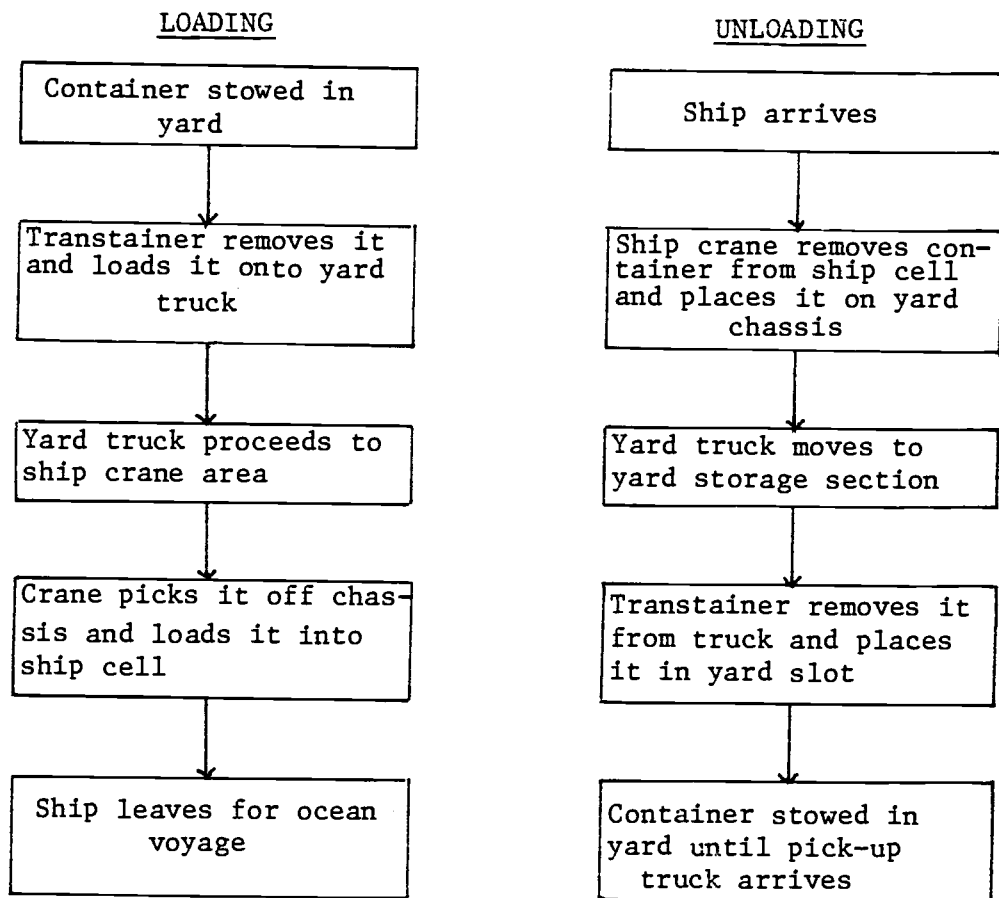 LOADING
Container stowed in
yard
Transtainer removes it
and loads it onto yard
truck
Yard truck proceeds to
ship crane area
Crane picks it off chas-
sis and loads it into
ship cell
Ship leaves for ocean
voyage
UNLOADING
Ship arrives
Ship crane removes con-
tainer from ship cell
and places it on yard
chassis
Yard truck moves to
yard storage section
Transtainer removes it
from truck and places
it in yard slot
Container stowed in
yard until pick-up
truck arrives